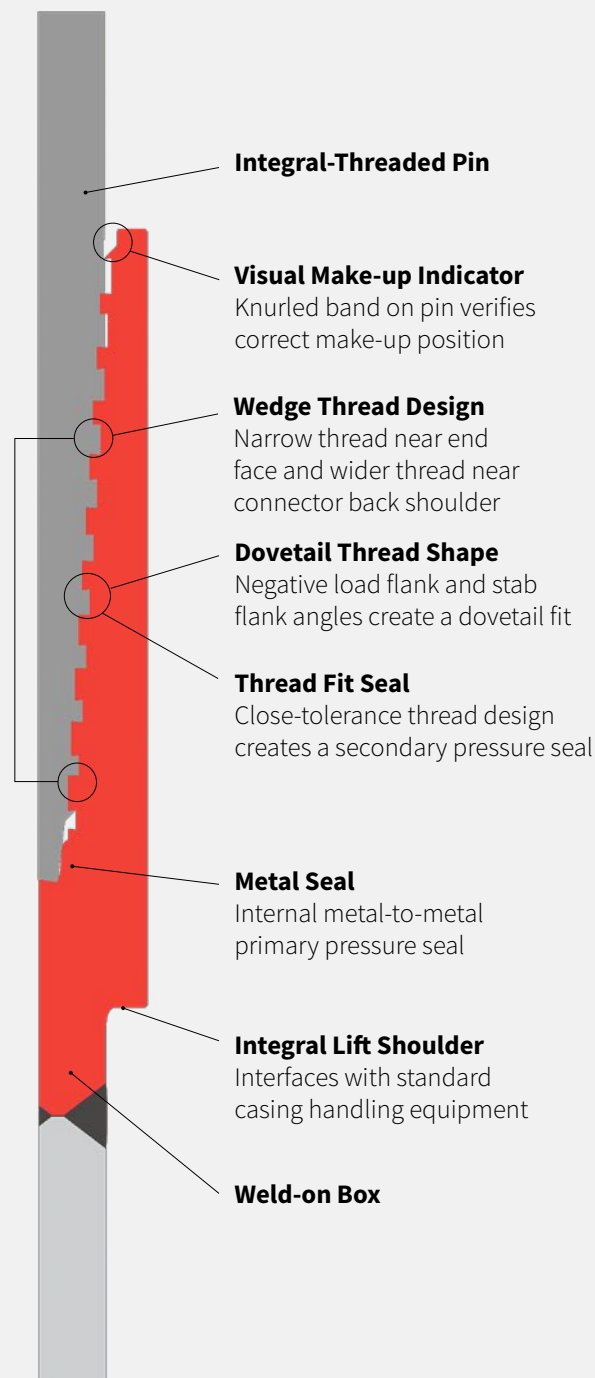 Integral-Threaded Pin
Visual Make-up Indicator
Knurled band on pin verifies
correct make-up position
Wedge Thread Design
Narrow thread near end
face and wider thread near
connector back shoulder
Dovetail Thread Shape
Negative load flank and stab
flank angles create a dovetail fit
Thread Fit Seal
Close-tolerance thread design
creates a secondary pressure seal
Metal Seal
Internal metal-to-metal
primary pressure seal
Integral Lift Shoulder
Interfaces with standard
casing handling equipment
Weld-on Box